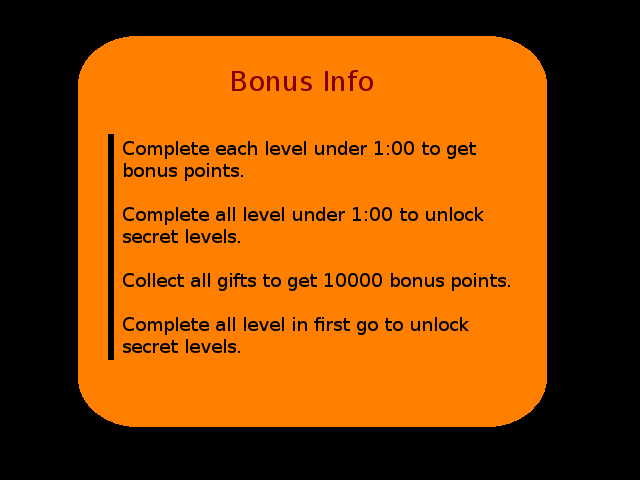 Bonus Info
Complete each level under 1:00 to get
bonus points.
Complete all level under 1:00 to unlock
secret levels.
Collect all gifts to get 10000 bonus points.
Complete all level in first go to unlock
secret levels.